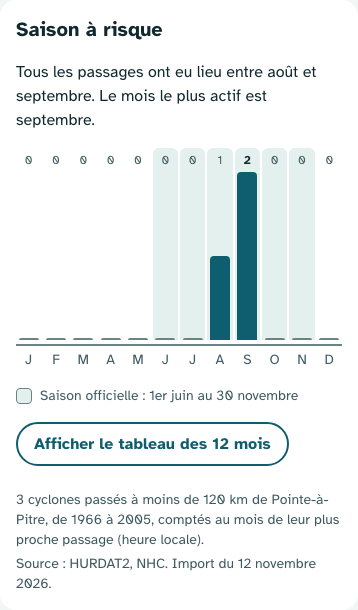 Saison à risque
Tous les passages ont eu lieu entre août et
septembre. Le mois le plus actif est
septembre.
0 0 0 0 0 0 0 1 2 0 0 0
J F M A M J J A S O N D
Saison officielle : 1er juin au 30 novembre
Afficher le tableau des 12 mois
3 cyclones passés à moins de 120 km de Pointe-à-
Pitre, de 1966 à 2005, comptés au mois de leur plus
proche passage (heure locale).
Source : HURDAT2, NHC. Import du 12 novembre
2026.